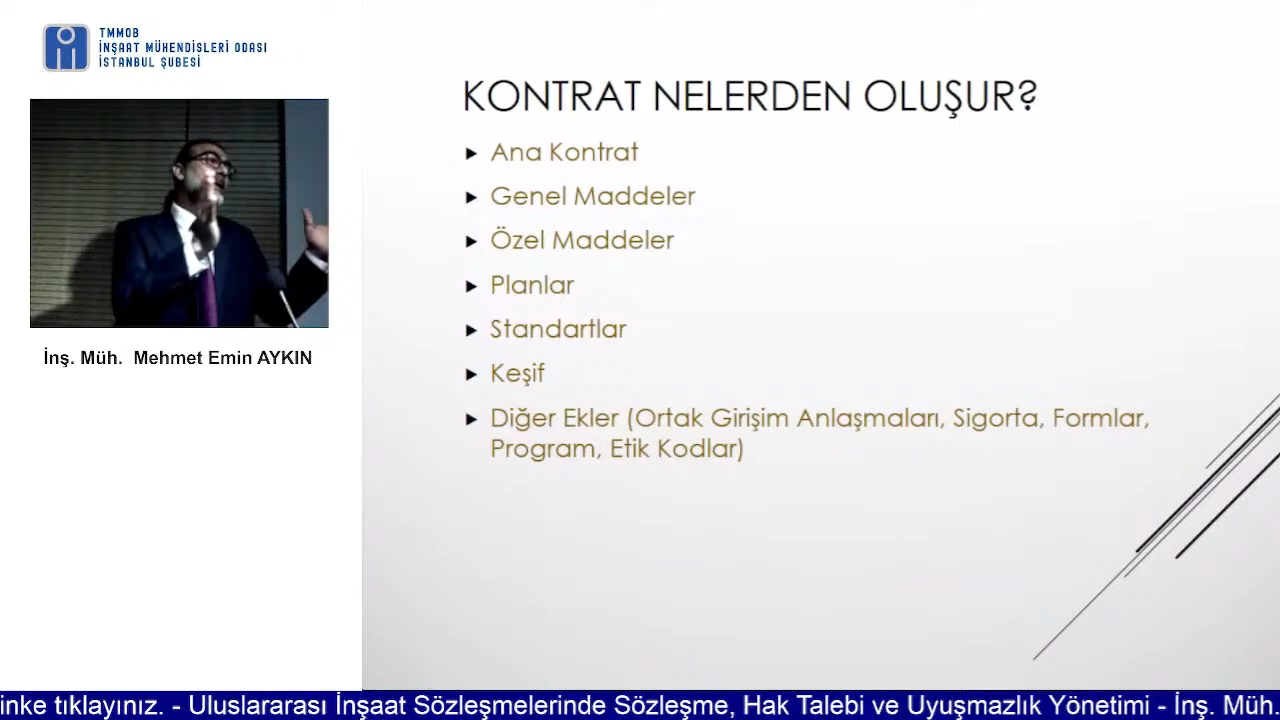 TMMOB
İNŞAAT MÜHENDİSLERİ ODASI
İSTANBUL ŞUBESİ
İnş. Müh. Mehmet Emin AYKIN
KONTRAT NELERDEN OLUŞUR?
Ana Kontrat
Genel Maddeler
Özel Maddeler
Planlar
Standartlar
Keşif
Diğer Ekler (Ortak Girişim Anlaşmaları, Sigorta, Formlar,
Program, Etik Kodlar)
inke tıklayınız. - Uluslararası İnşaat Sözleşmelerinde Sözleşme, Hak Talebi ve Uyuşmazlık Yönetimi - İnş. Müh.